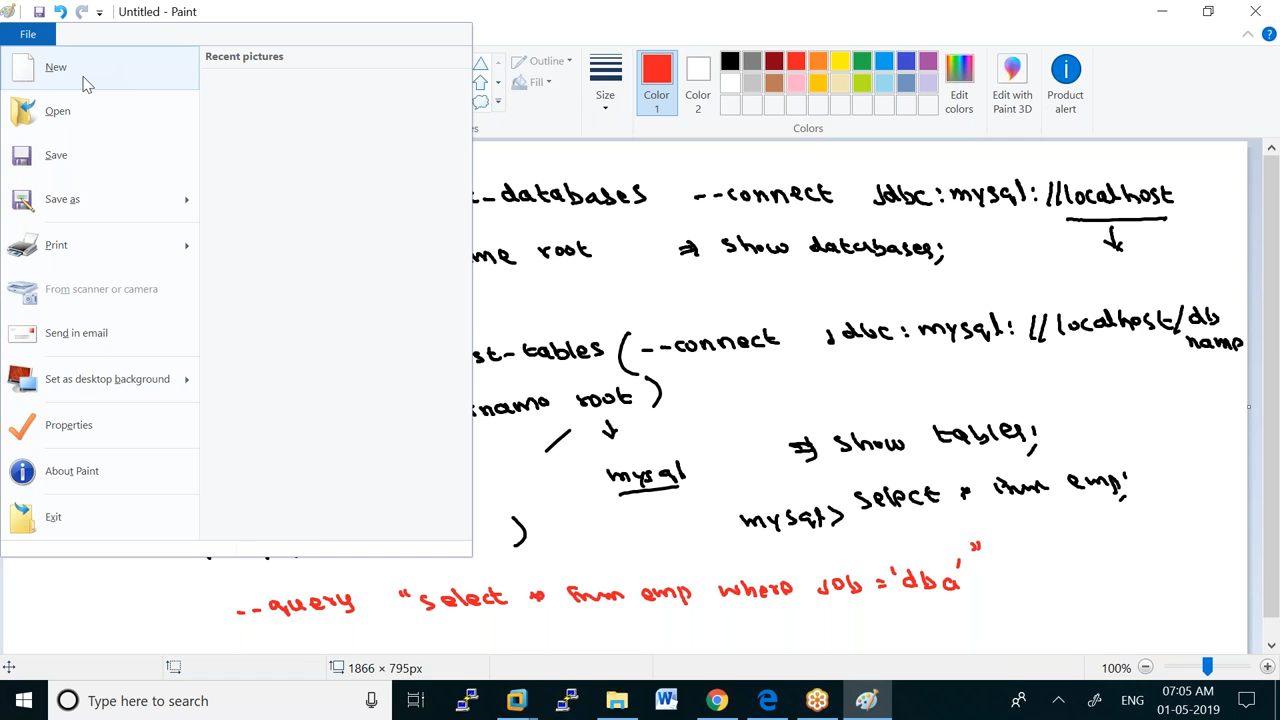 Untitled - Paint
File
New
Open
Save
Save as
Print
From scanner or camera
Send in email
Set as desktop background
Properties
About Paint
Exit
Recent pictures
Outline
Fill
Size
Color 1
Color 2
Edit colors
Edit with Paint 3D
Product alert
Colors
t-databases --connect jdbc:mysql://localhost
me root => show databases;
st-tables (--connect jdbc:mysql://localhost/db name
name root )
=> show tables;
mysql
mysql> select * from emp;
)
--query "select * from emp where job ='dba'"
1866 × 795px
100%
Type here to search
ENG
07:05 AM
01-05-2019